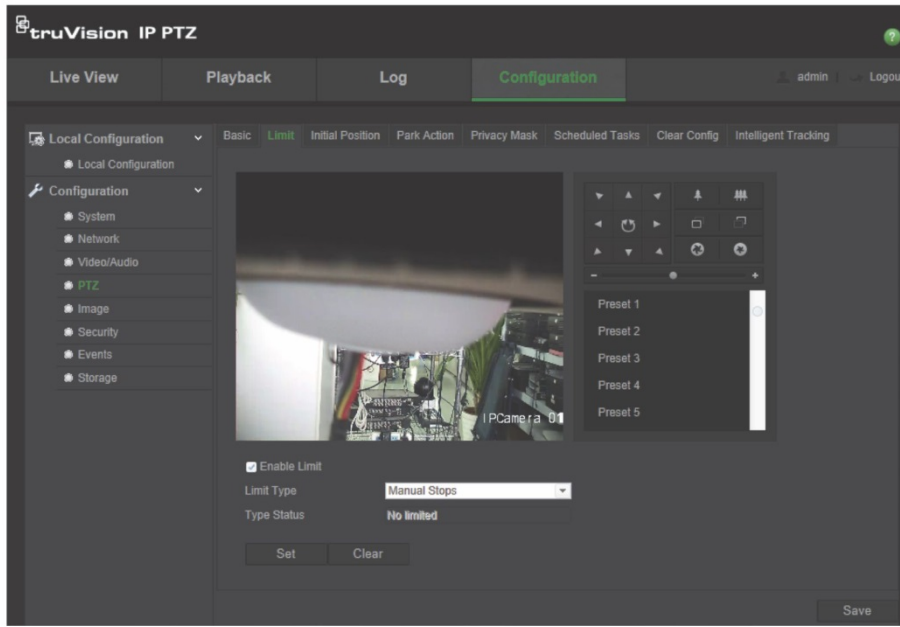 truVision IP PTZ
?
Live View Playback Log Configuration admin Logou
Local Configuration
Local Configuration
Configuration
System
Network
Video/Audio
PTZ
Image
Security
Events
Storage
Basic Limit Initial Position Park Action Privacy Mask Scheduled Tasks Clear Config Intelligent Tracking
IPCamera 01
Preset 1
Preset 2
Preset 3
Preset 4
Preset 5
Enable Limit
Limit Type Manual Stops
Type Status No limited
Set Clear
Save